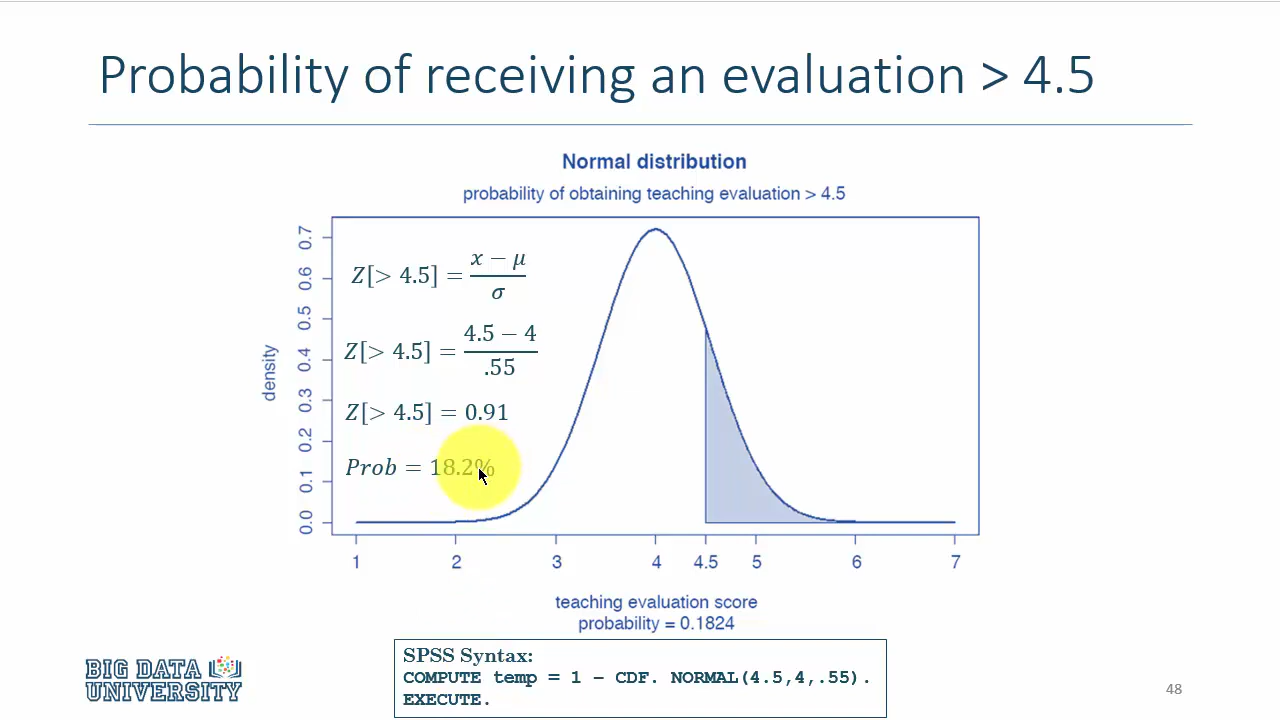 Probability of receiving an evaluation > 4.5
Normal distribution
probability of obtaining teaching evaluation > 4.5
Z[> 4.5] = (x − μ)/σ
Z[> 4.5] = (4.5 − 4)/.55
Z[> 4.5] = 0.91
Prob = 18.2%
density
0.7
0.6
0.5
0.4
0.3
0.2
0.1
0.0
1 2 3 4 4.5 5 6 7
teaching evaluation score
probability = 0.1824
SPSS Syntax:
COMPUTE temp = 1 − CDF. NORMAL(4.5,4,.55).
EXECUTE.
BIG DATA
UNIVERSITY
48